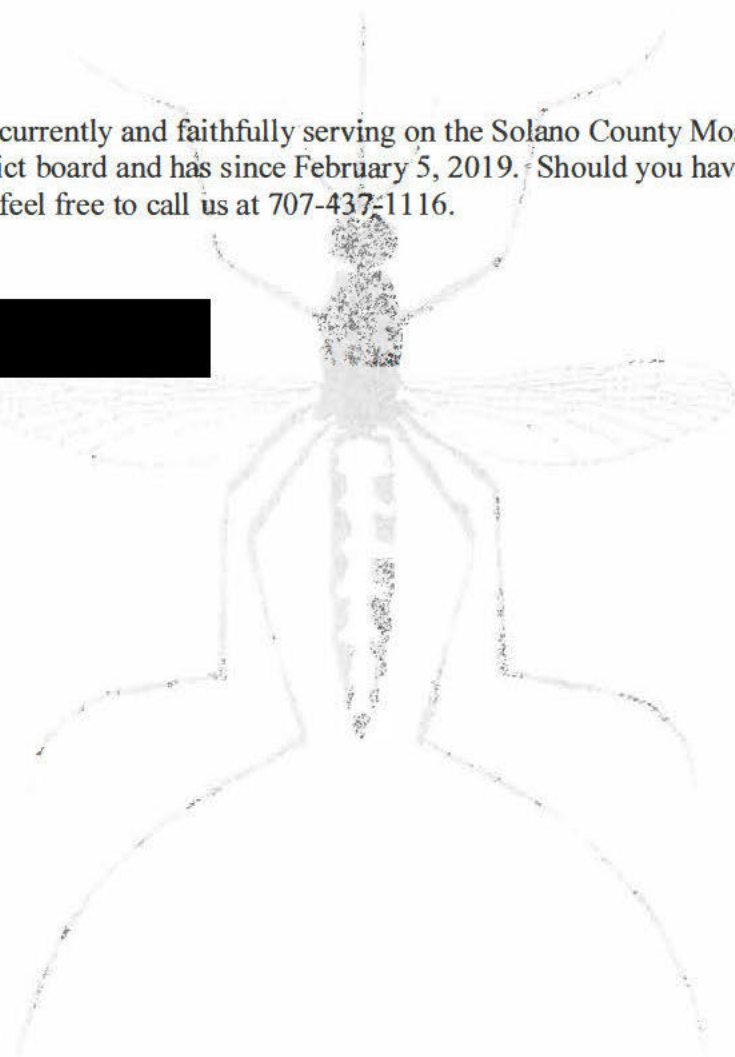 currently and faithfully serving on the Solano County Mos
ict board and has since February 5, 2019. Should you hav
feel free to call us at 707-437-1116.